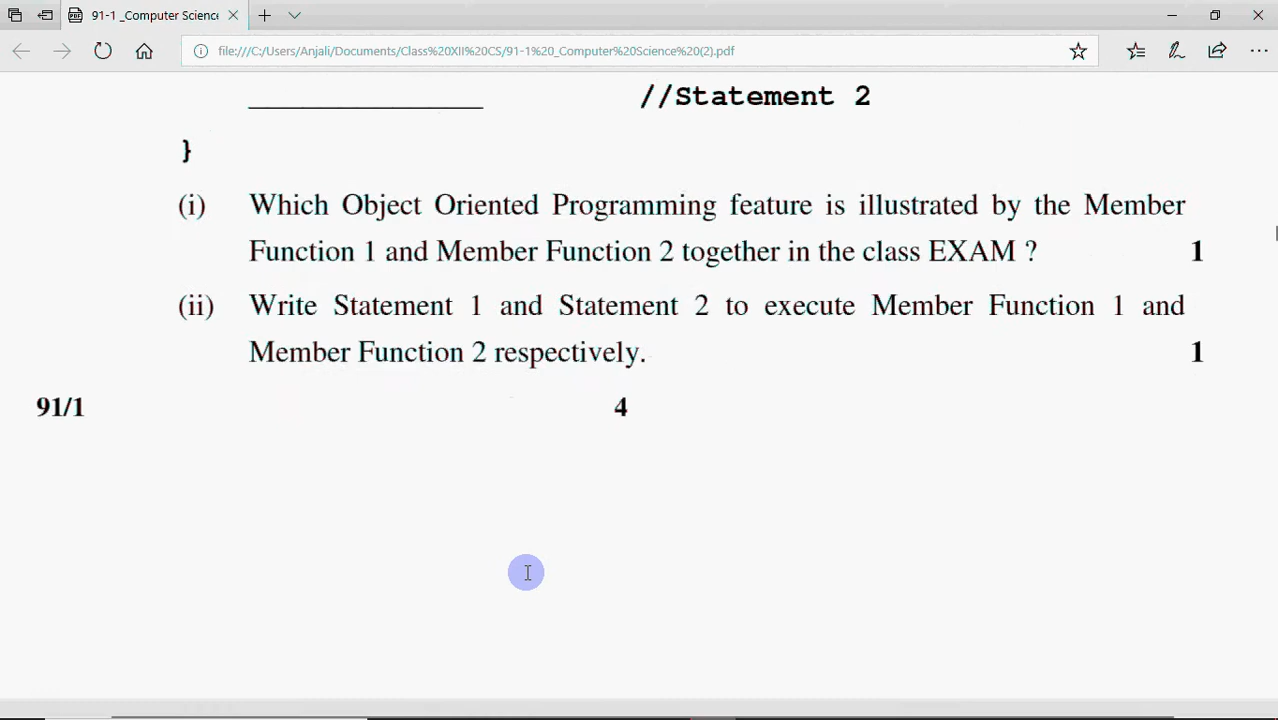 91-1 _Computer Science
file:///C:/Users/Anjali/Documents/Class%20XII%20CS/91-1%20_Computer%20Science%20(2).pdf
_______________ //Statement 2
}
(i) Which Object Oriented Programming feature is illustrated by the Member
Function 1 and Member Function 2 together in the class EXAM ? 1
(ii) Write Statement 1 and Statement 2 to execute Member Function 1 and
Member Function 2 respectively. 1
91/1 4